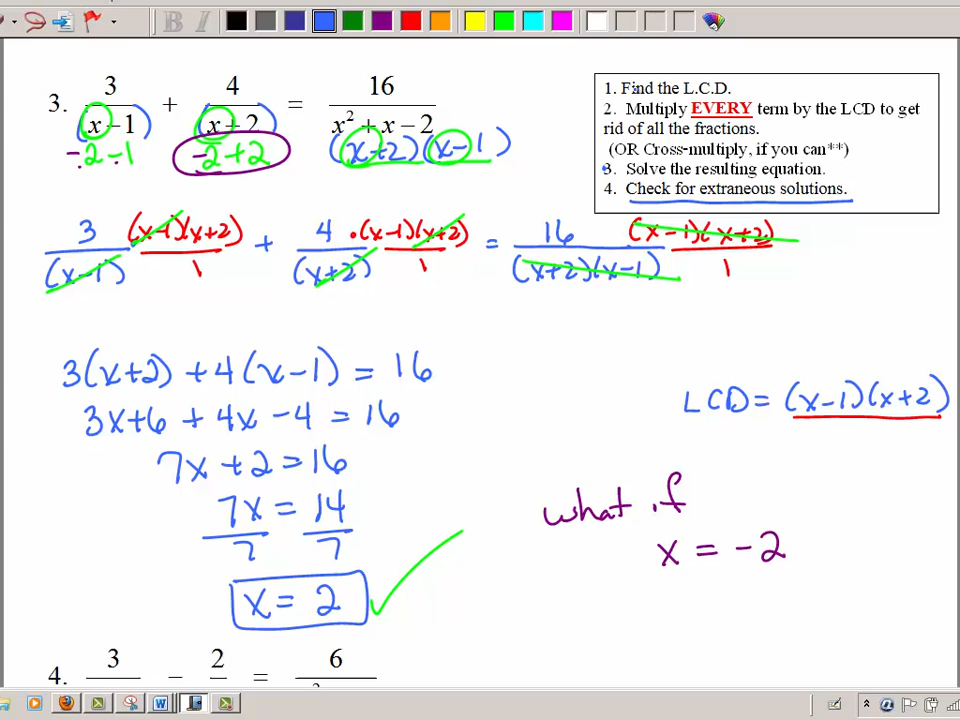 B I
3. 3/(x−1) + 4/(x+2) = 16/(x² + x − 2)
-2-1 -2+2 (x+2)(x-1)
1. Find the L.C.D.
2. Multiply EVERY term by the LCD to get
rid of all the fractions.
(OR Cross-multiply, if you can**)
3. Solve the resulting equation.
4. Check for extraneous solutions.
3/(x-1) (x-1)(x+2)/1 + 4/(x+2) •(x-1)(x+2)/1 = 16/(x+2)(x-1) (x-1)(x+2)/1
3(x+2) + 4(x-1) = 16
3x+6 + 4x -4 = 16
LCD = (x-1)(x+2)
7x + 2 = 16
7x = 14
7 7
x = 2
what if
x = -2
4. 3 − 2 = 6